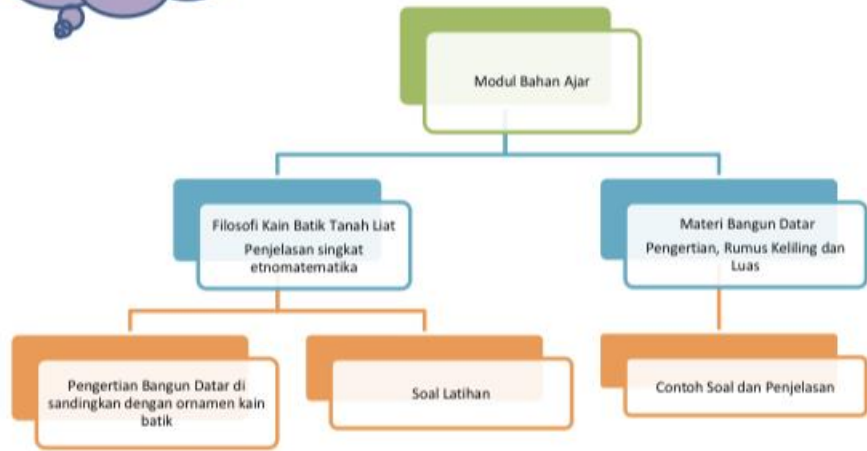 Modul Bahan Ajar
Filosofi Kain Batik Tanah Liat
Penjelasan singkat
etnomatematika
Materi Bangun Datar
Pengertian, Rumus Keliling dan
Luas
Pengertian Bangun Datar di
sandingkan dengan ornamen kain
batik
Soal Latihan
Contoh Soal dan Penjelasan